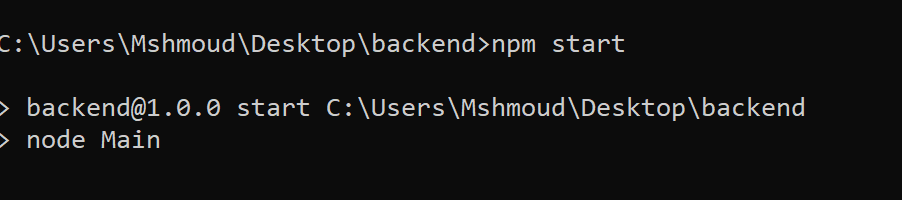 C:\Users\Mshmoud\Desktop\backend>npm start
> backend@1.0.0 start C:\Users\Mshmoud\Desktop\backend
> node Main